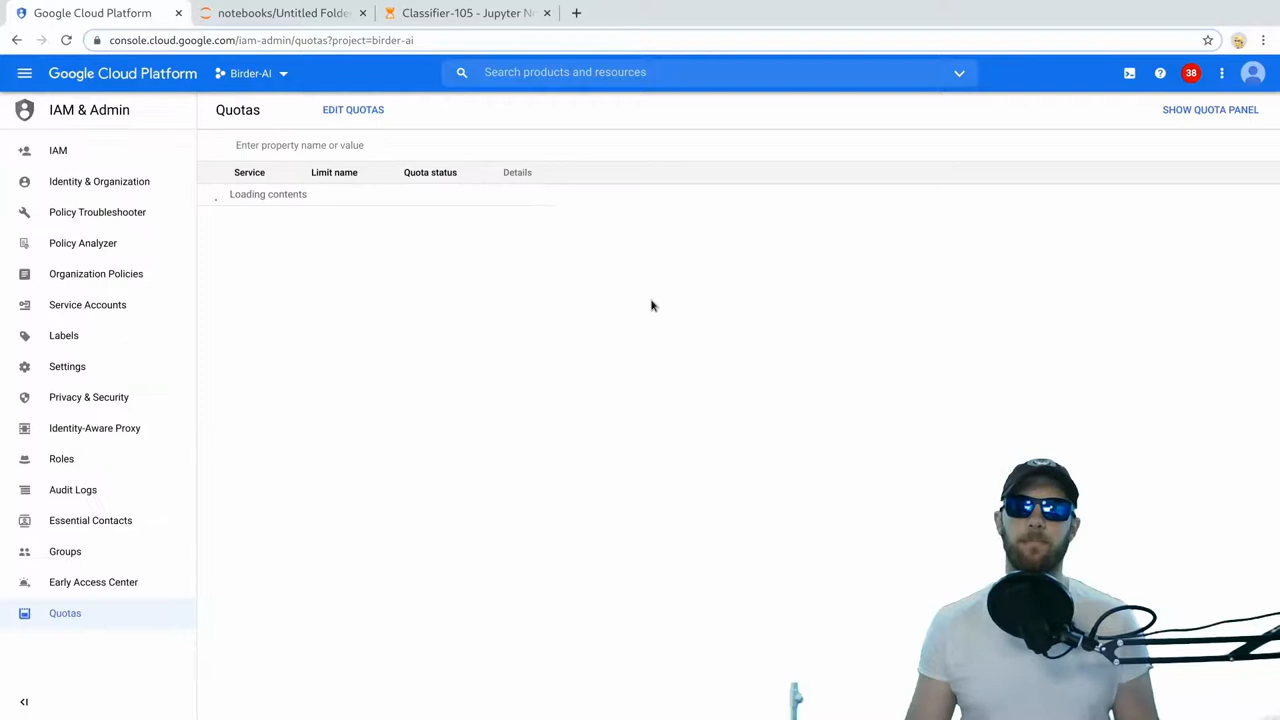 Google Cloud Platform
notebooks/Untitled Folder
Classifier-105 - Jupyter N
console.cloud.google.com/iam-admin/quotas?project=birder-ai
Google Cloud Platform
Birder-AI
Search products and resources
38
IAM & Admin
Quotas
EDIT QUOTAS
SHOW QUOTA PANEL
Enter property name or value
Service
Limit name
Quota status
Details
Loading contents
IAM
Identity & Organization
Policy Troubleshooter
Policy Analyzer
Organization Policies
Service Accounts
Labels
Settings
Privacy & Security
Identity-Aware Proxy
Roles
Audit Logs
Essential Contacts
Groups
Early Access Center
Quotas